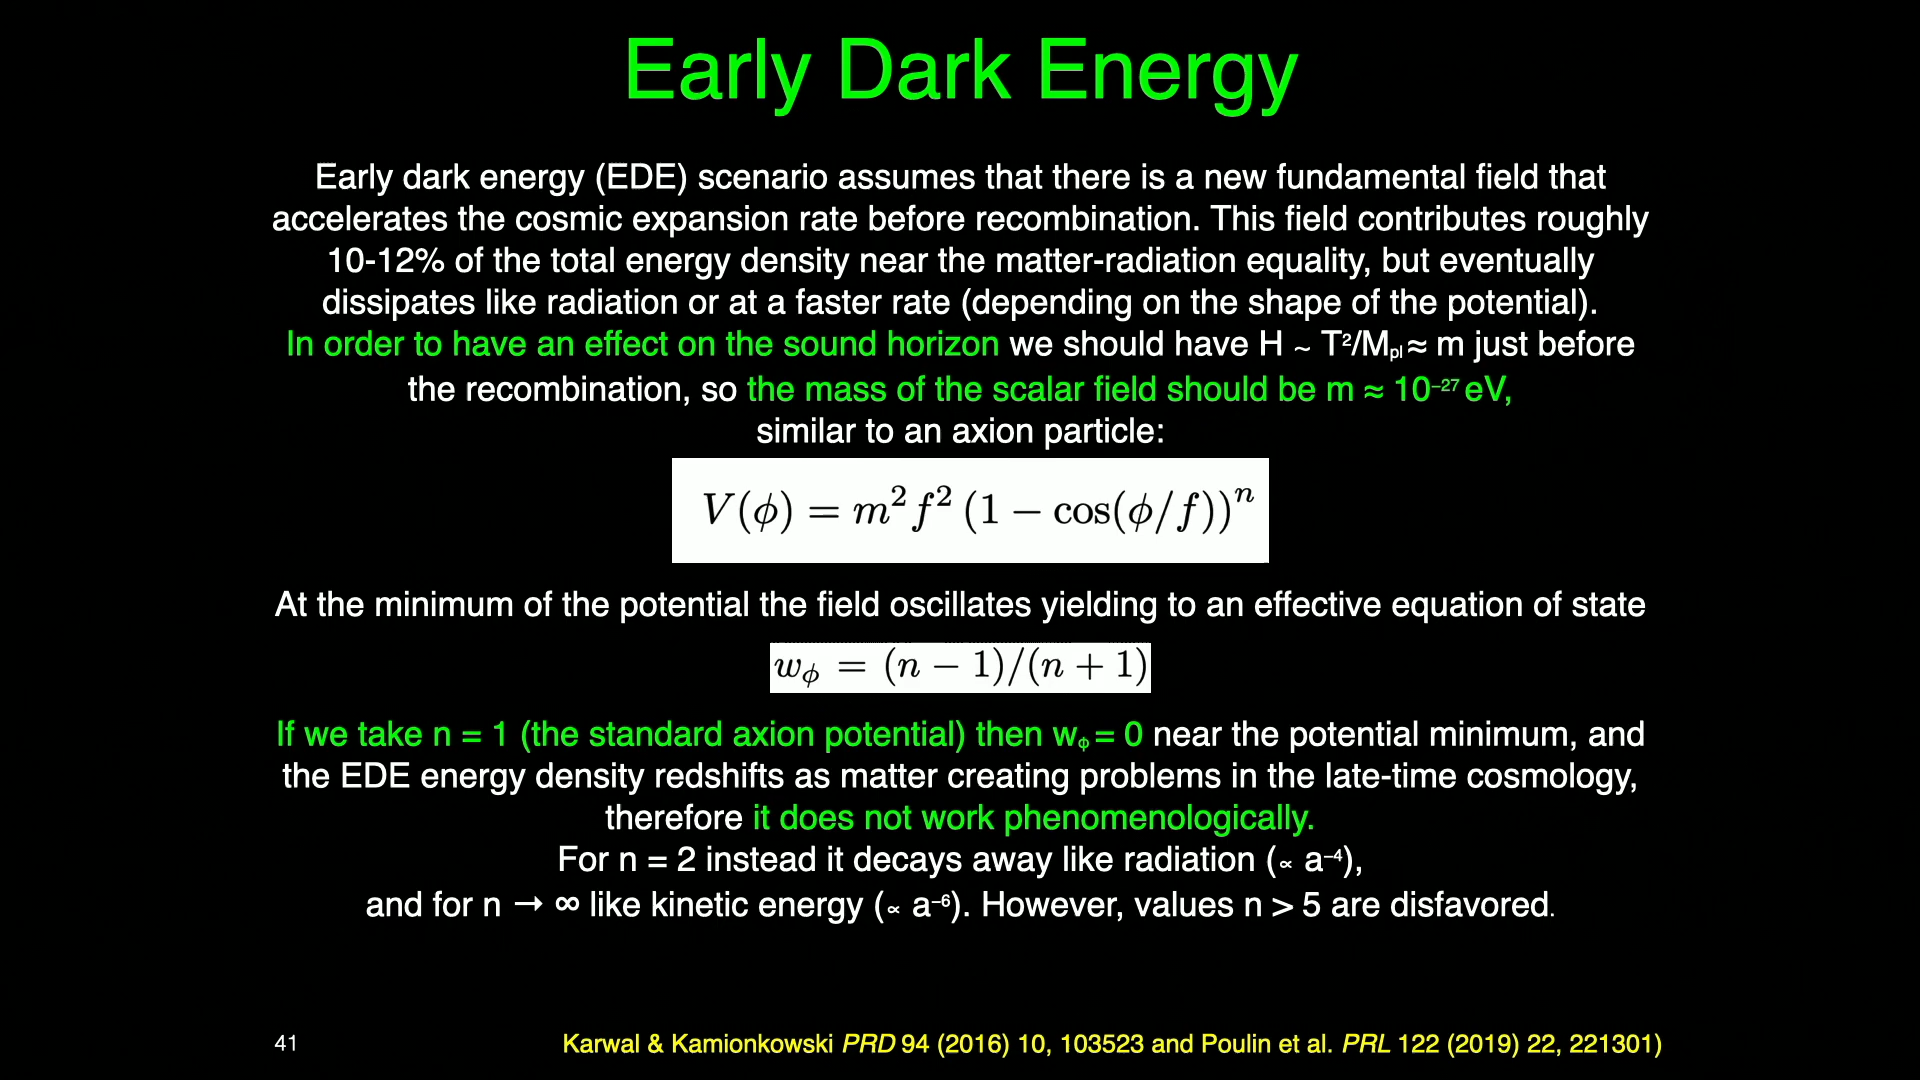 Early Dark Energy
Early dark energy (EDE) scenario assumes that there is a new fundamental field that
accelerates the cosmic expansion rate before recombination. This field contributes roughly
10-12% of the total energy density near the matter-radiation equality, but eventually
dissipates like radiation or at a faster rate (depending on the shape of the potential).
In order to have an effect on the sound horizon we should have H ~ T²/Mpl ≈ m just before
the recombination, so the mass of the scalar field should be m ≈ 10⁻²⁷ eV,
similar to an axion particle:
V(ϕ) = m² f² (1 − cos(ϕ/f))ⁿ
At the minimum of the potential the field oscillates yielding to an effective equation of state
wϕ = (n − 1)/(n + 1)
If we take n = 1 (the standard axion potential) then wϕ = 0 near the potential minimum, and
the EDE energy density redshifts as matter creating problems in the late-time cosmology,
therefore it does not work phenomenologically.
For n = 2 instead it decays away like radiation (∝ a⁻⁴),
and for n → ∞ like kinetic energy (∝ a⁻⁶). However, values n > 5 are disfavored.
41
Karwal & Kamionkowski PRD 94 (2016) 10, 103523 and Poulin et al. PRL 122 (2019) 22, 221301)